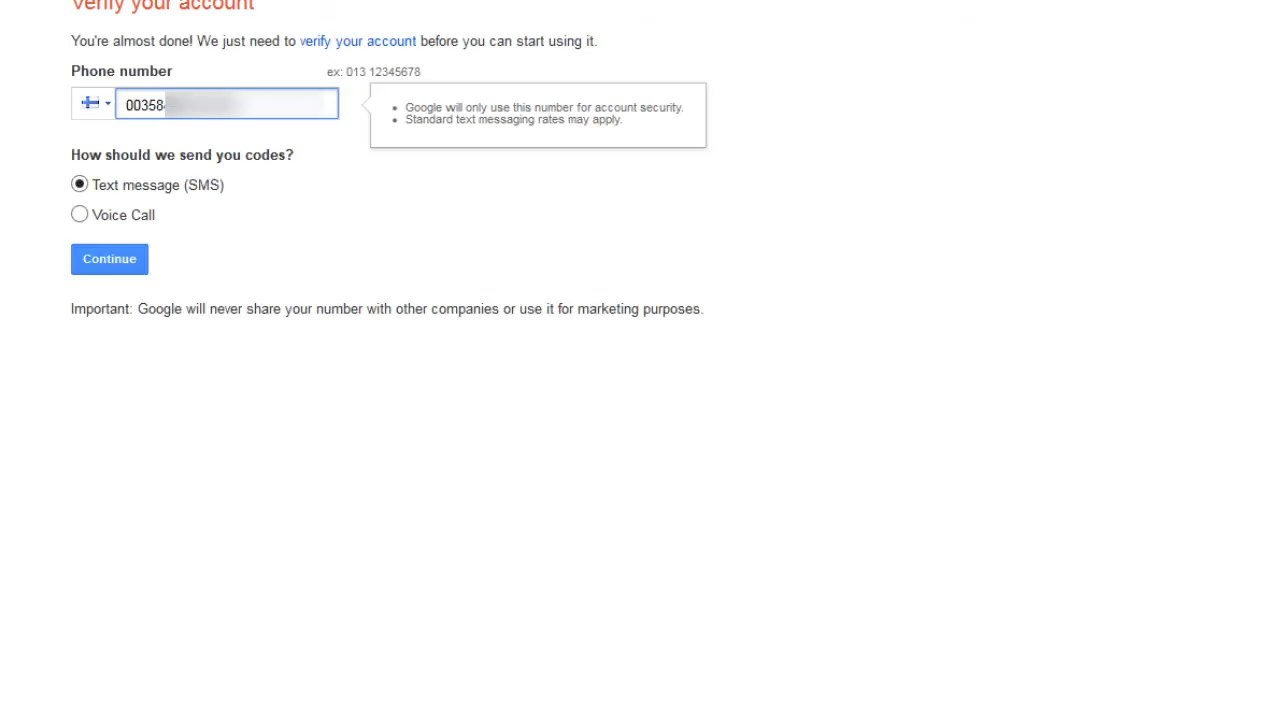 Verify your account
You're almost done! We just need to verify your account before you can start using it.
Phone number ex: 013 12345678
00358
Google will only use this number for account security.
Standard text messaging rates may apply.
How should we send you codes?
Text message (SMS)
Voice Call
Continue
Important: Google will never share your number with other companies or use it for marketing purposes.